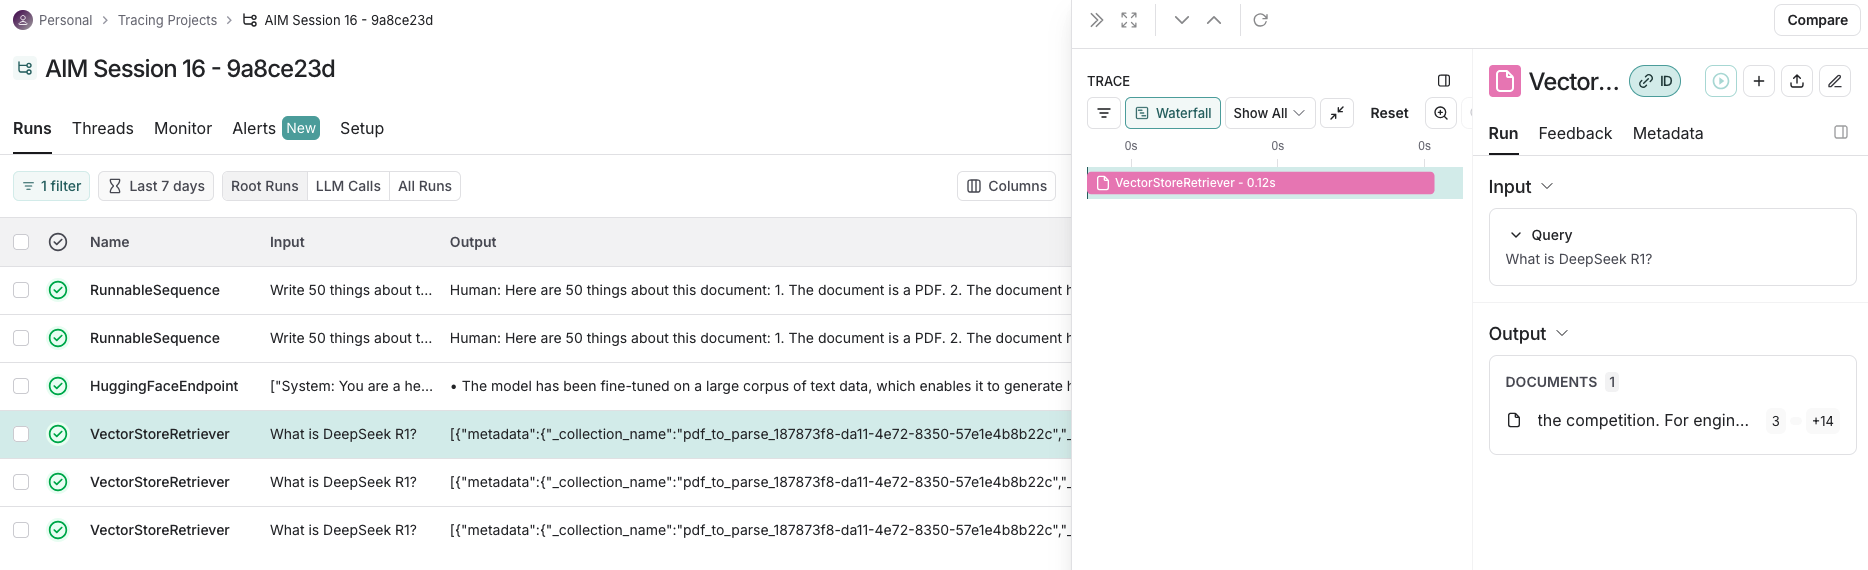 Personal > Tracing Projects > AIM Session 16 - 9a8ce23d
AIM Session 16 - 9a8ce23d
Runs Threads Monitor Alerts New Setup
1 filter Last 7 days Root Runs LLM Calls All Runs Columns
Name Input Output
RunnableSequence Write 50 things about t... Human: Here are 50 things about this document: 1. The document is a PDF. 2. The document h
RunnableSequence Write 50 things about t... Human: Here are 50 things about this document: 1. The document is a PDF. 2. The document h
HuggingFaceEndpoint ["System: You are a he... • The model has been fine-tuned on a large corpus of text data, which enables it to generate h
VectorStoreRetriever What is DeepSeek R1? [{"metadata":{"_collection_name":"pdf_to_parse_187873f8-da11-4e72-8350-57e1e4b8b22c","_
VectorStoreRetriever What is DeepSeek R1? [{"metadata":{"_collection_name":"pdf_to_parse_187873f8-da11-4e72-8350-57e1e4b8b22c","_
VectorStoreRetriever What is DeepSeek R1? [{"metadata":{"_collection_name":"pdf_to_parse_187873f8-da11-4e72-8350-57e1e4b8b22c","_
TRACE
Waterfall Show All Reset
0s 0s 0s
VectorStoreRetriever - 0.12s
Compare
Vector... ID
Run Feedback Metadata
Input
Query
What is DeepSeek R1?
Output
DOCUMENTS 1
the competition. For engin... 3 +14